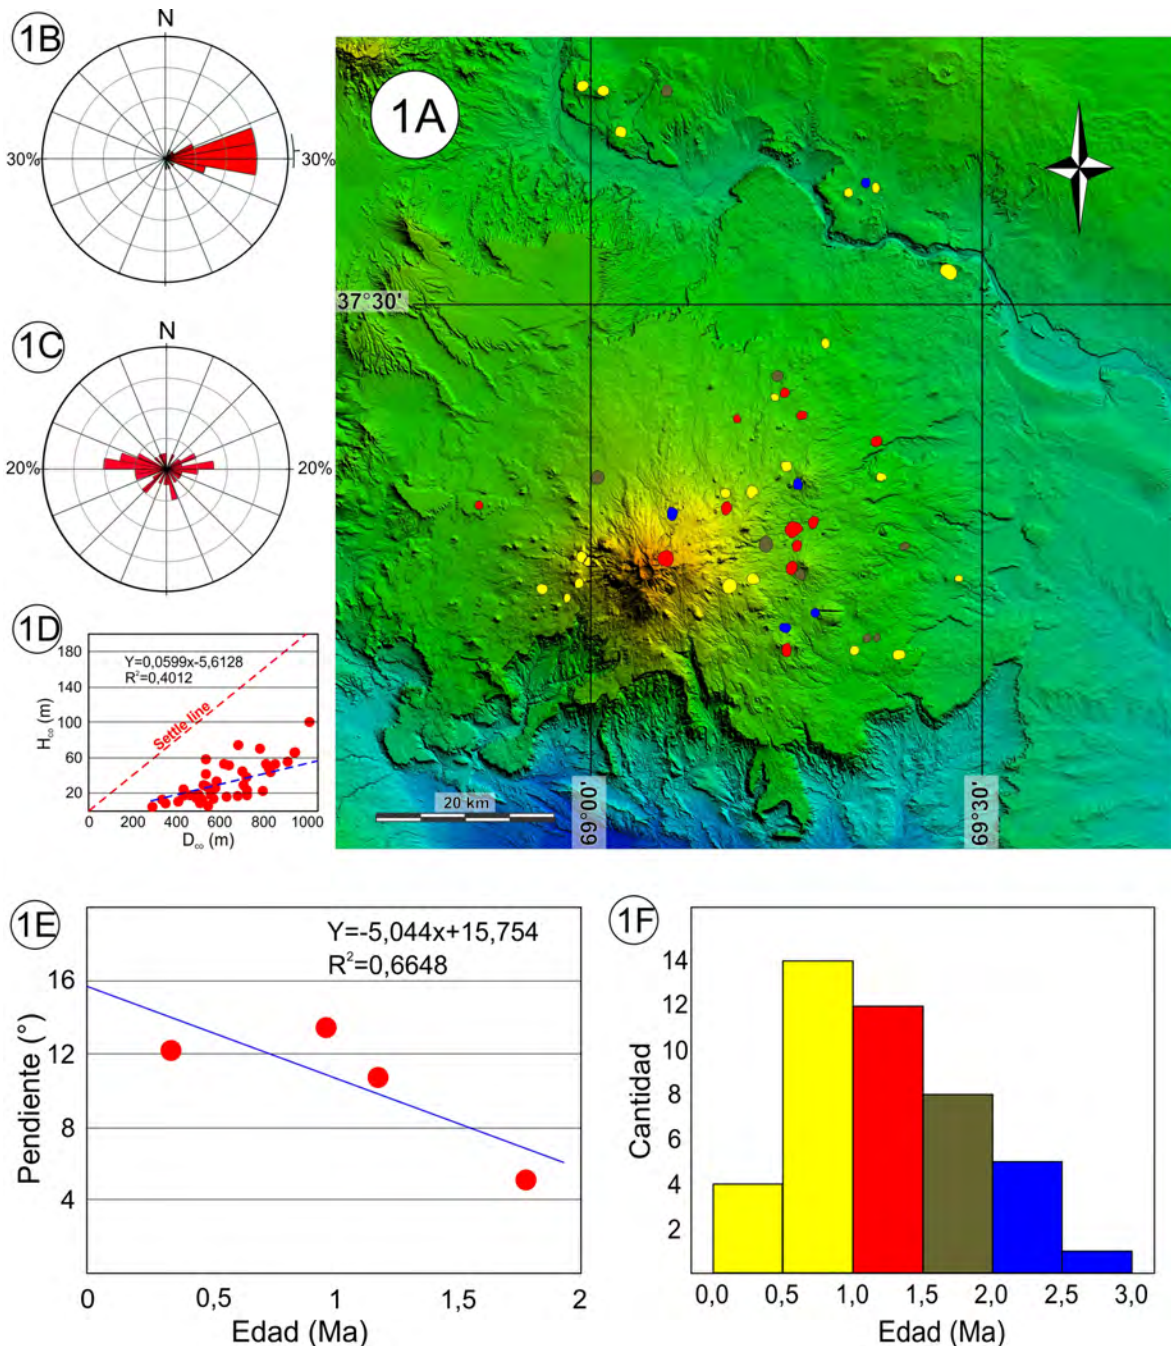 1B
N
30%
30%
1C
N
20%
20%
1D
180
140
100
60
20
H∞ (m)
Y=0,0599x-5,6128
R²=0,4012
Settle line
0 200 400 600 800 1000
D∞ (m)
1A
37°30'
20 km
69°00'
69°30'
1E
Y=-5,044x+15,754
R²=0,6648
16
12
8
4
Pendiente (°)
0 0,5 1 1,5 2
Edad (Ma)
1F
14
12
10
8
6
4
2
Cantidad
0,0 0,5 1,0 1,5 2,0 2,5 3,0
Edad (Ma)